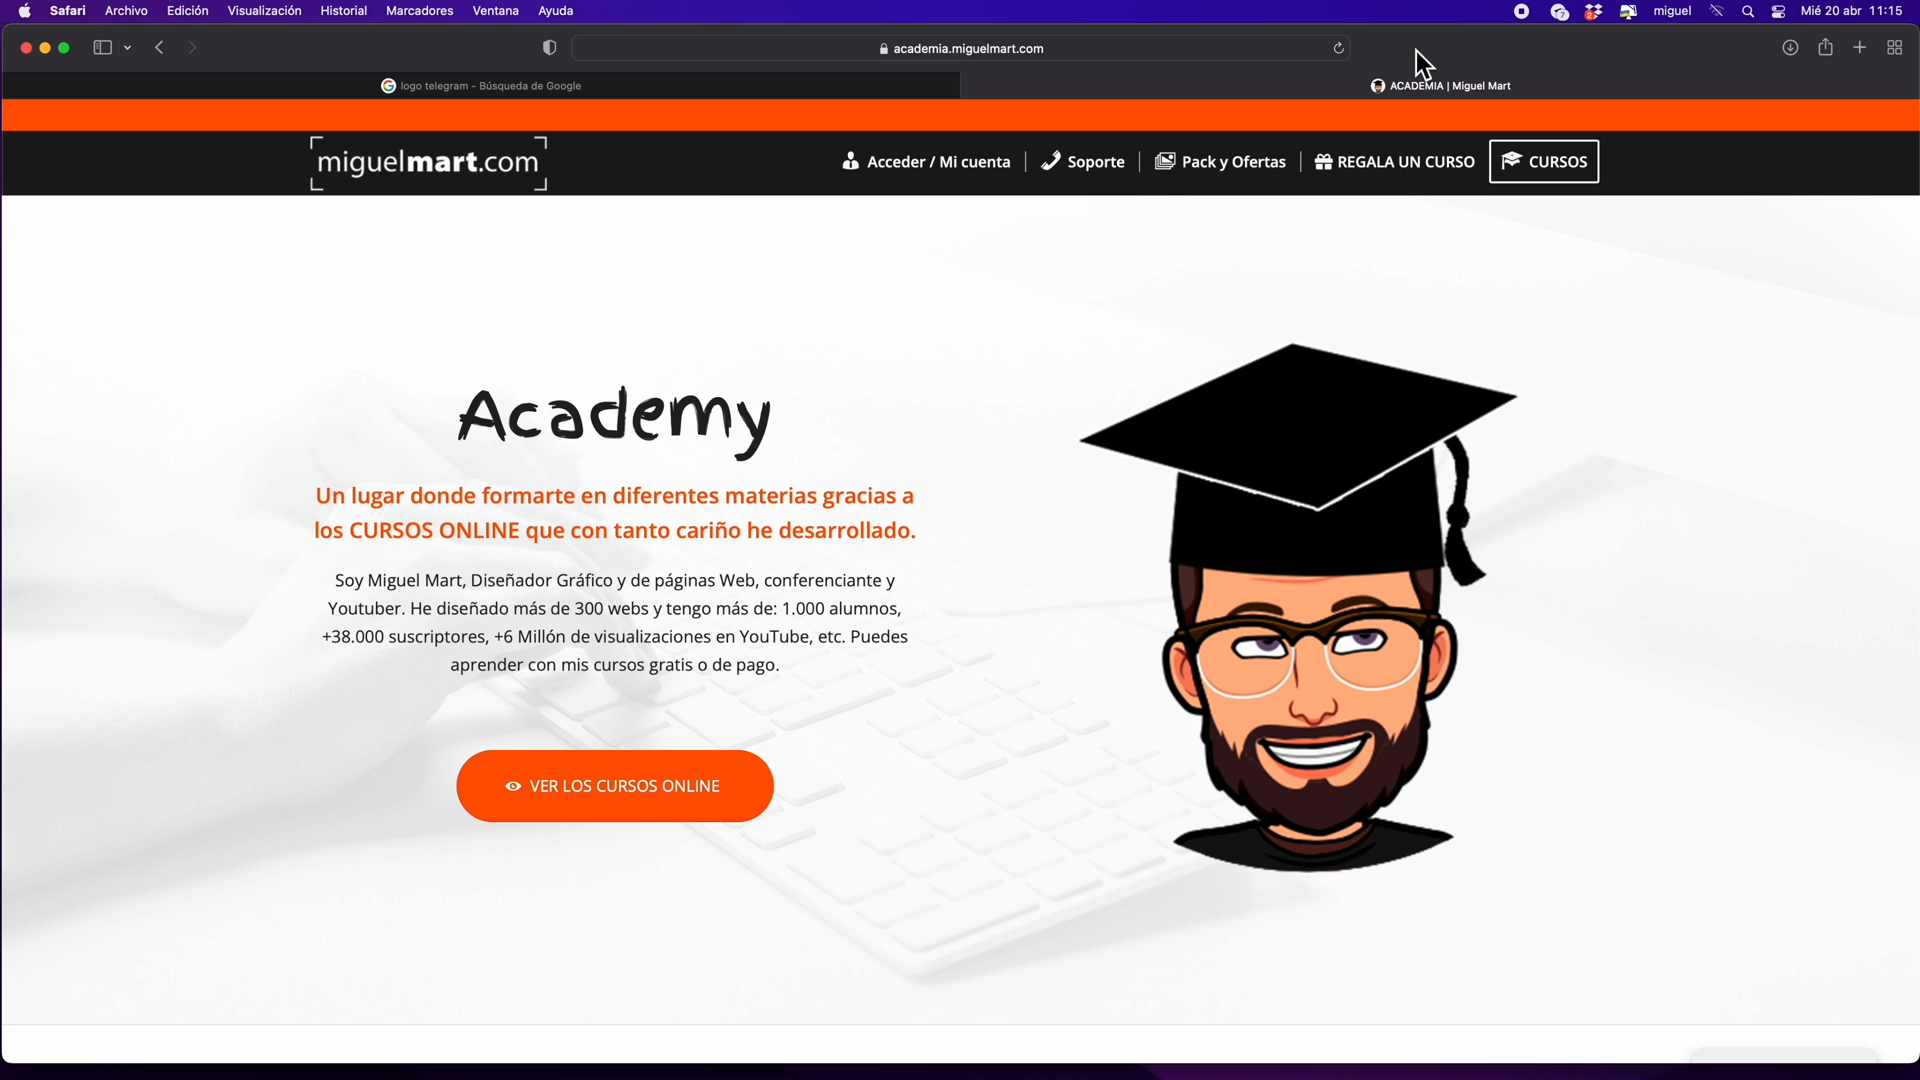 Safari Archivo Edición Visualización Historial Marcadores Ventana Ayuda
7
2
miguel
Mié 20 abr 11:15
academia.miguelmart.com
logo telegram - Búsqueda de Google
ACADEMIA | Miguel Mart
miguelmart.com
Acceder / Mi cuenta
Soporte
Pack y Ofertas
REGALA UN CURSO
CURSOS
Academy
Un lugar donde formarte en diferentes materias gracias a
los CURSOS ONLINE que con tanto cariño he desarrollado.
Soy Miguel Mart, Diseñador Gráfico y de páginas Web, conferenciante y
Youtuber. He diseñado más de 300 webs y tengo más de: 1.000 alumnos,
+38.000 suscriptores, +6 Millón de visualizaciones en YouTube, etc. Puedes
aprender con mis cursos gratis o de pago.
VER LOS CURSOS ONLINE